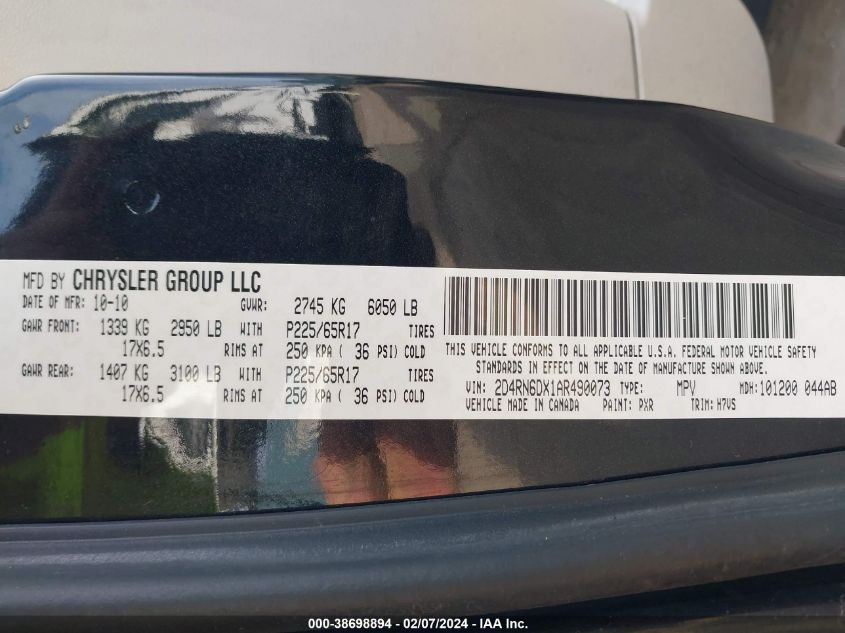 MFD BY CHRYSLER GROUP LLC
DATE OF MFR: 10-10 GVWR: 2745 KG 6050 LB
GAWR FRONT: 1339 KG 2950 LB WITH P225/65R17 TIRES
17X6.5 RIMS AT 250 KPA ( 36 PSI) COLD
GAWR REAR: 1407 KG 3100 LB WITH P225/65R17 TIRES
17X6.5 RIMS AT 250 KPA ( 36 PSI) COLD
THIS VEHICLE CONFORMS TO ALL APPLICABLE U.S.A. FEDERAL MOTOR VEHICLE SAFETY
STANDARDS IN EFFECT ON THE DATE OF MANUFACTURE SHOWN ABOVE.
VIN: 2D4RN6DX1AR490073 TYPE: MPV MDH: 101200 044AB
VEHICLE MADE IN CANADA PAINT: PXR TRIM: H7VS
000-38698894 — 02/07/2024 — IAA Inc.